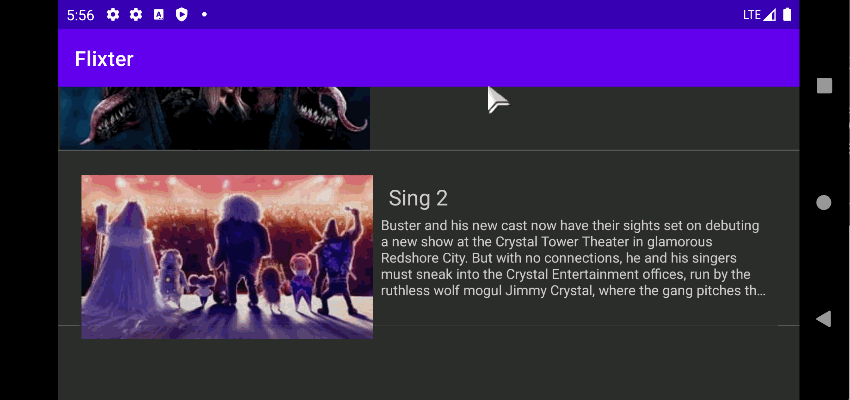 5:56
LTE
Flixter
Sing 2
Buster and his new cast now have their sights set on debuting
a new show at the Crystal Tower Theater in glamorous
Redshore City. But with no connections, he and his singers
must sneak into the Crystal Entertainment offices, run by the
ruthless wolf mogul Jimmy Crystal, where the gang pitches th…